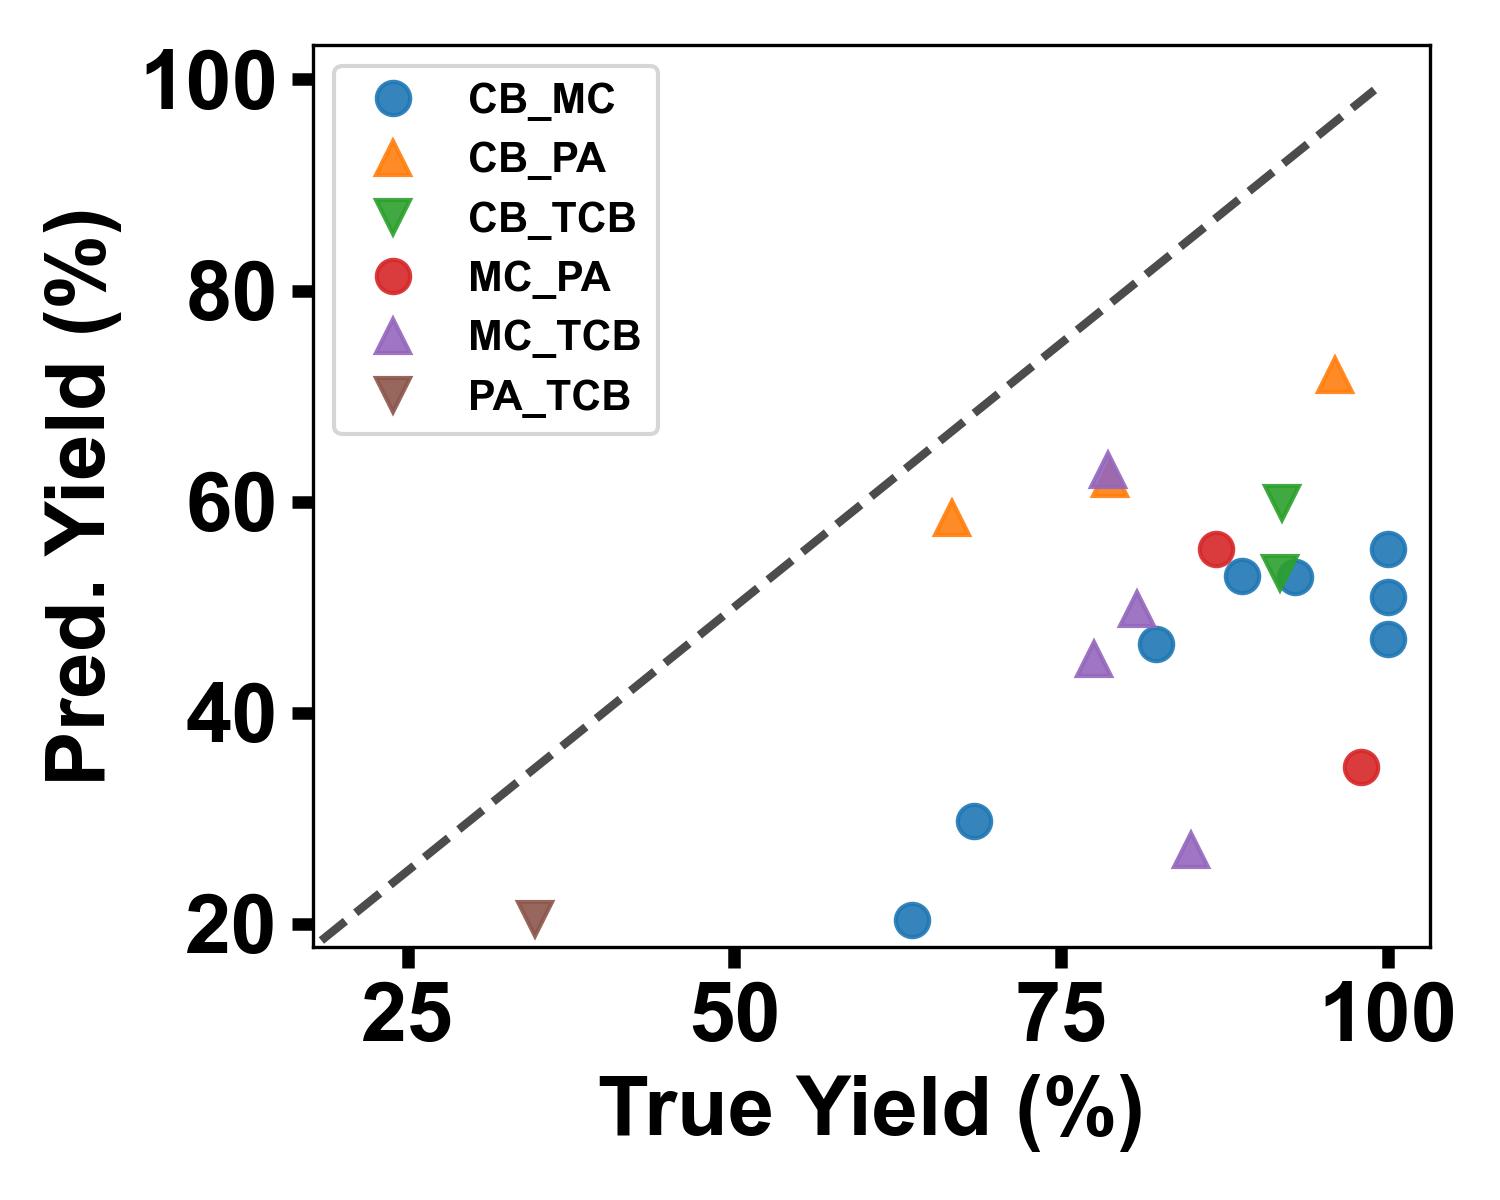 100
80
60
40
20
Pred. Yield (%)
CB_MC
CB_PA
CB_TCB
MC_PA
MC_TCB
PA_TCB
25
50
75
100
True Yield (%)